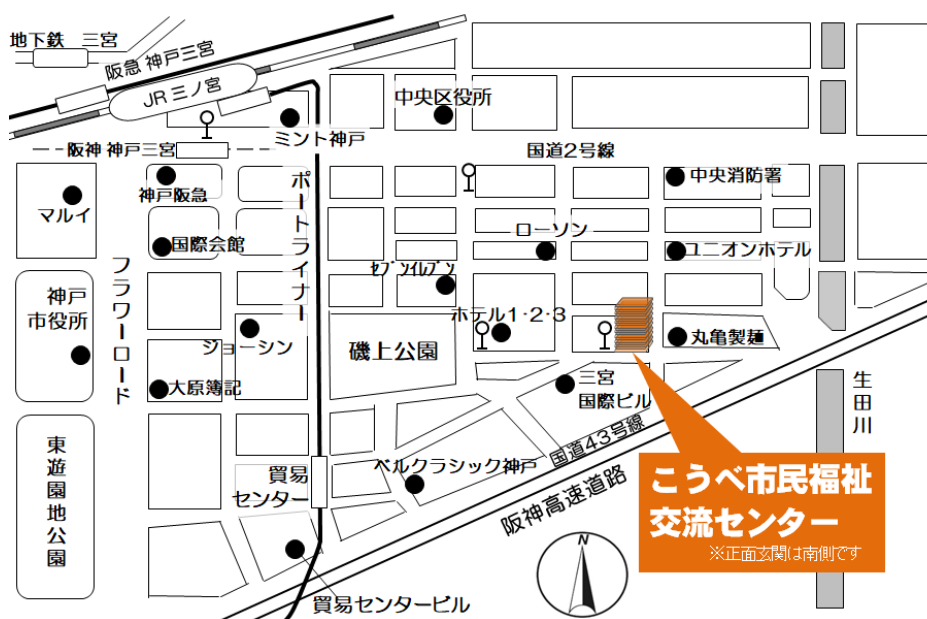 地下鉄 三宮
阪急 神戸三宮
JR 三ノ宮
中央区役所
ミント神戸
阪神 神戸三宮
国道2号線
神戸阪急
マルイ
ポートライナー
中央消防署
国際会館
ローソン
ユニオンホテル
フラワーロード
セブンイレブン
神戸
市役所
ホテル1・2・3
ジョーシン
磯上公園
丸亀製麺
大原簿記
三宮
国際ビル
生田川
国道43号線
東遊園地公園
貿易
センター
ベルクラシック神戸
阪神高速道路
こうべ市民福祉
交流センター
※正面玄関は南側です
N
貿易センタービル